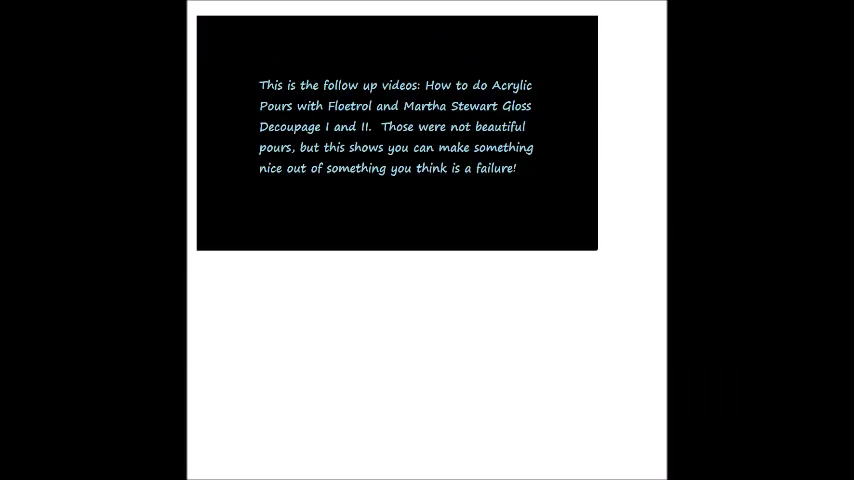 This is the follow up videos: How to do Acrylic
Pours with Floetrol and Martha Stewart Gloss
Decoupage I and II.  Those were not beautiful
pours, but this shows you can make something
nice out of something you think is a failure!